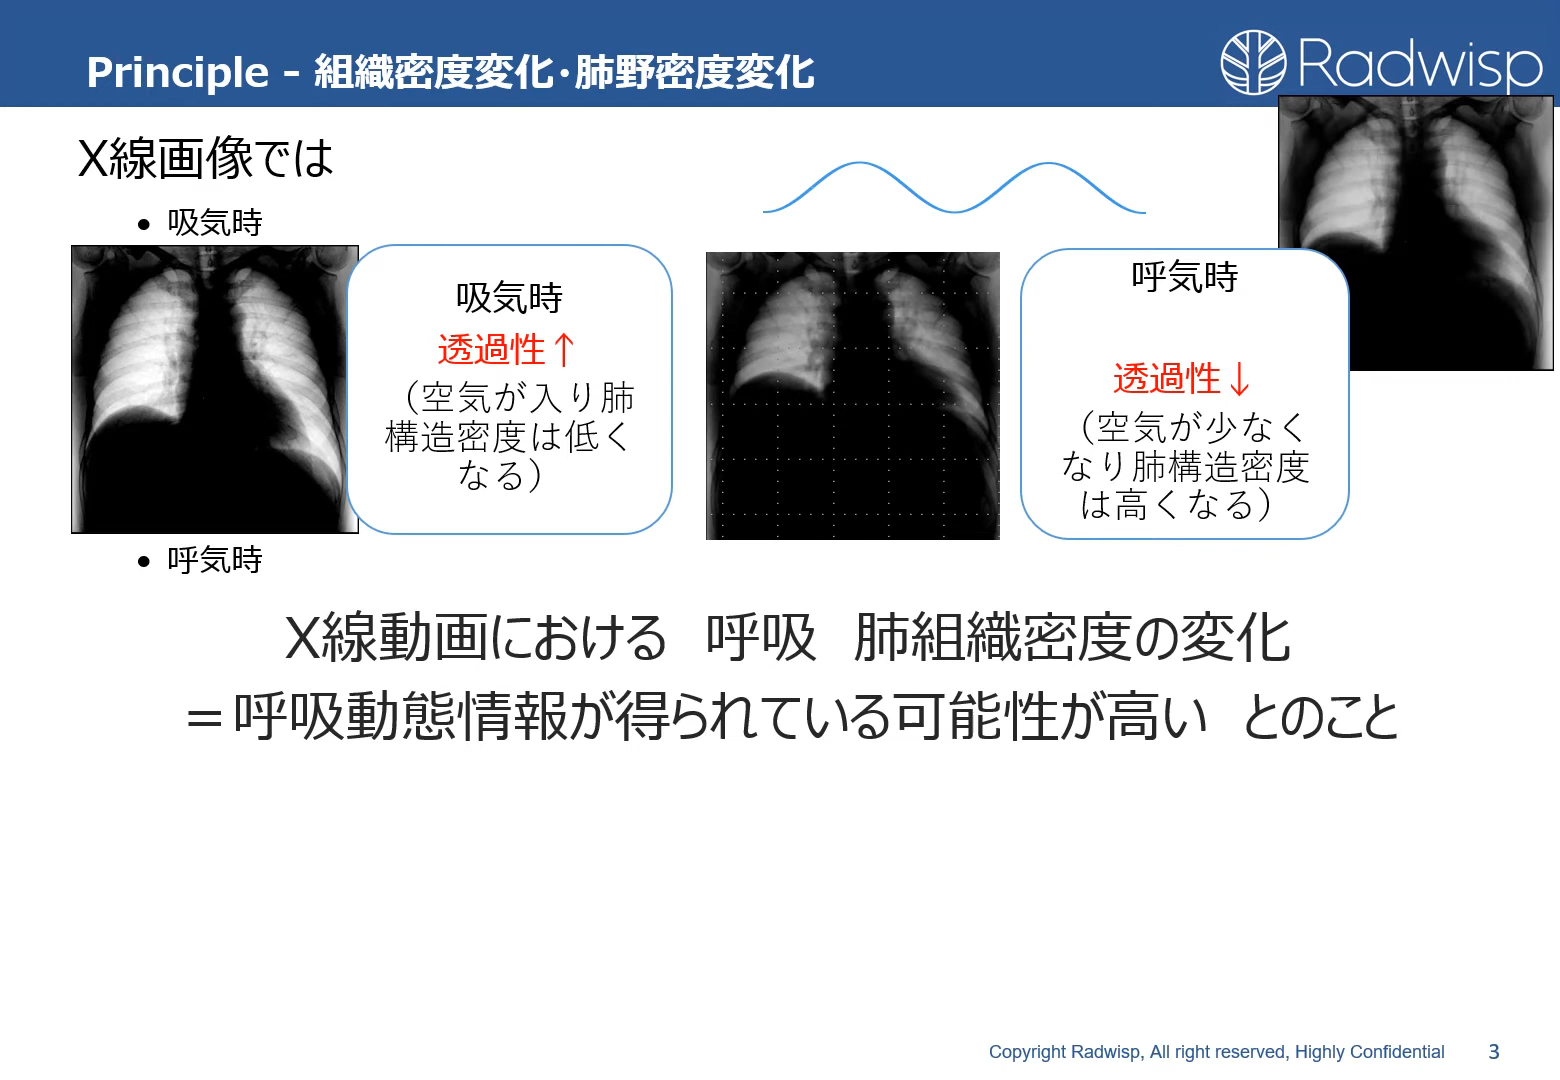 Principle - 組織密度変化･肺野密度変化
Radwisp
X線画像では
• 吸気時
吸気時
透過性↑
（空気が入り肺
構造密度は低く
なる）
呼気時
透過性↓
（空気が少なく
なり肺構造密度
は高くなる）
• 呼気時
X線動画における　呼吸　肺組織密度の変化
＝呼吸動態情報が得られている可能性が高い　とのこと
Copyright Radwisp, All right reserved, Highly Confidential
3